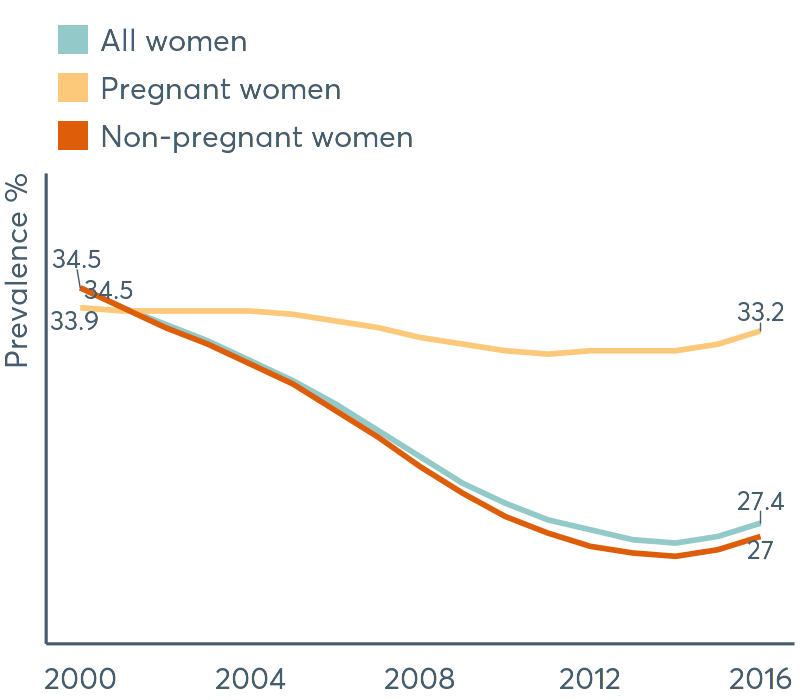 All women
Pregnant women
Non-pregnant women
Prevalence %
34.5
34.5
33.9
33.2
27.4
27
2000 2004 2008 2012 2016